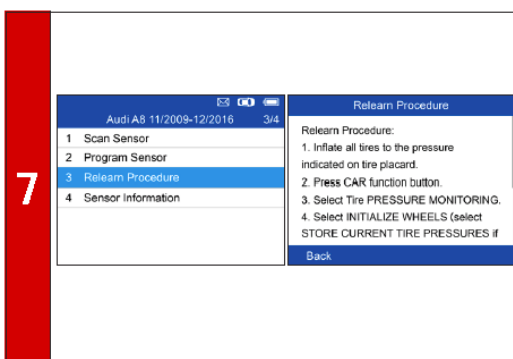 7
Audi A8 11/2009-12/2016 3/4
1 Scan Sensor
2 Program Sensor
3 Relearn Procedure
4 Sensor Information
Relearn Procedure
Relearn Procedure:
1. Inflate all tires to the pressure
indicated on tire placard.
2. Press CAR function button.
3. Select Tire PRESSURE MONITORING.
4. Select INITIALIZE WHEELS (select
STORE CURRENT TIRE PRESSURES if
Back